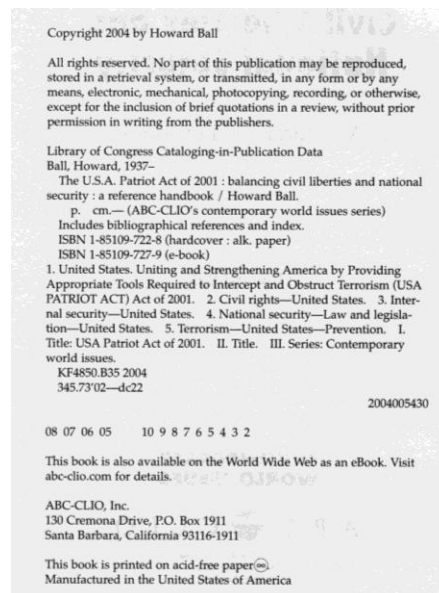 Copyright 2004 by Howard Ball
All rights reserved. No part of this publication may be reproduced,
stored in a retrieval system, or transmitted, in any form or by any
means, electronic, mechanical, photocopying, recording, or otherwise,
except for the inclusion of brief quotations in a review, without prior
permission in writing from the publishers.
Library of Congress Cataloging-in-Publication Data
Ball, Howard, 1937–
The U.S.A. Patriot Act of 2001 : balancing civil liberties and national
security : a reference handbook / Howard Ball.
p. cm.— (ABC-CLIO's contemporary world issues series)
Includes bibliographical references and index.
ISBN 1-85109-722-8 (hardcover : alk. paper)
ISBN 1-85109-727-9 (e-book)
1. United States. Uniting and Strengthening America by Providing
Appropriate Tools Required to Intercept and Obstruct Terrorism (USA
PATRIOT ACT) Act of 2001. 2. Civil rights—United States. 3. Inter-
nal security—United States. 4. National security—Law and legisla-
tion—United States. 5. Terrorism—United States—Prevention. I.
Title: USA Patriot Act of 2001. II. Title. III. Series: Contemporary
world issues.
KF4850.B35 2004
345.73'02—dc22
2004005430
08 07 06 05 10 9 8 7 6 5 4 3 2
This book is also available on the World Wide Web as an eBook. Visit
abc-clio.com for details.
ABC-CLIO, Inc.
130 Cremona Drive, P.O. Box 1911
Santa Barbara, California 93116-1911
This book is printed on acid-free paper ♾.
Manufactured in the United States of America